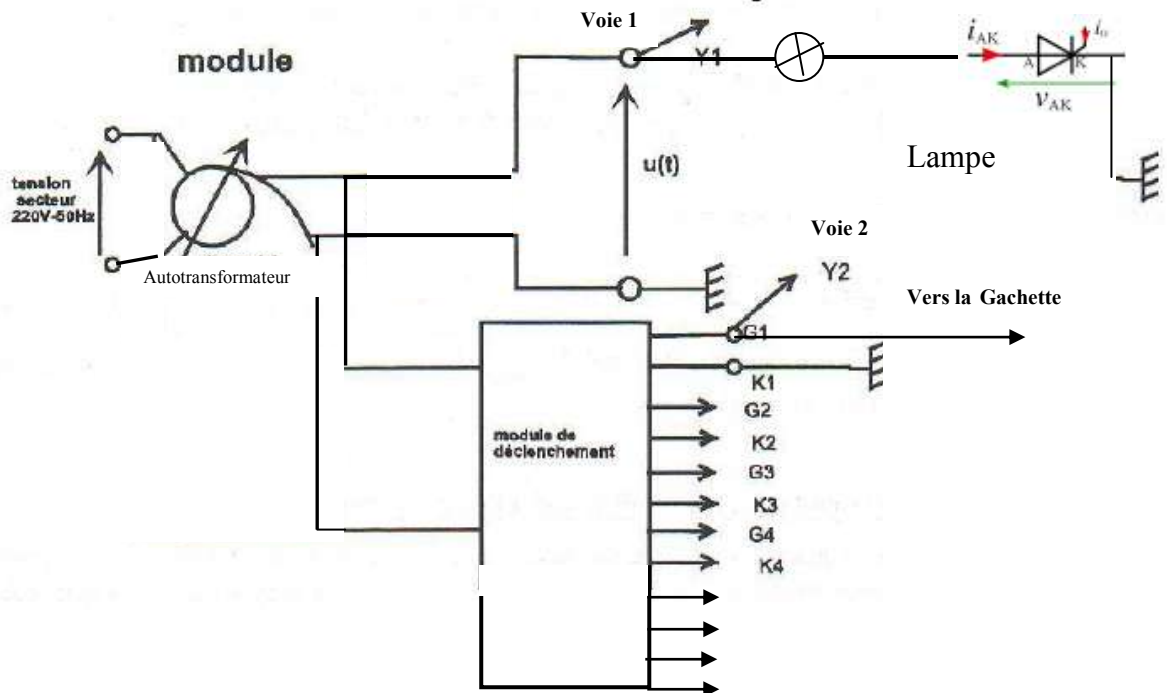 Voie 1
module
Y1
i_AK
i_G
A
K
v_AK
tension
secteur
220V-50Hz
u(t)
Lampe
Autotransformateur
Voie 2
Y2
Vers la Gachette
G1
K1
G2
module de
déclenchement
K2
G3
K3
G4
K4